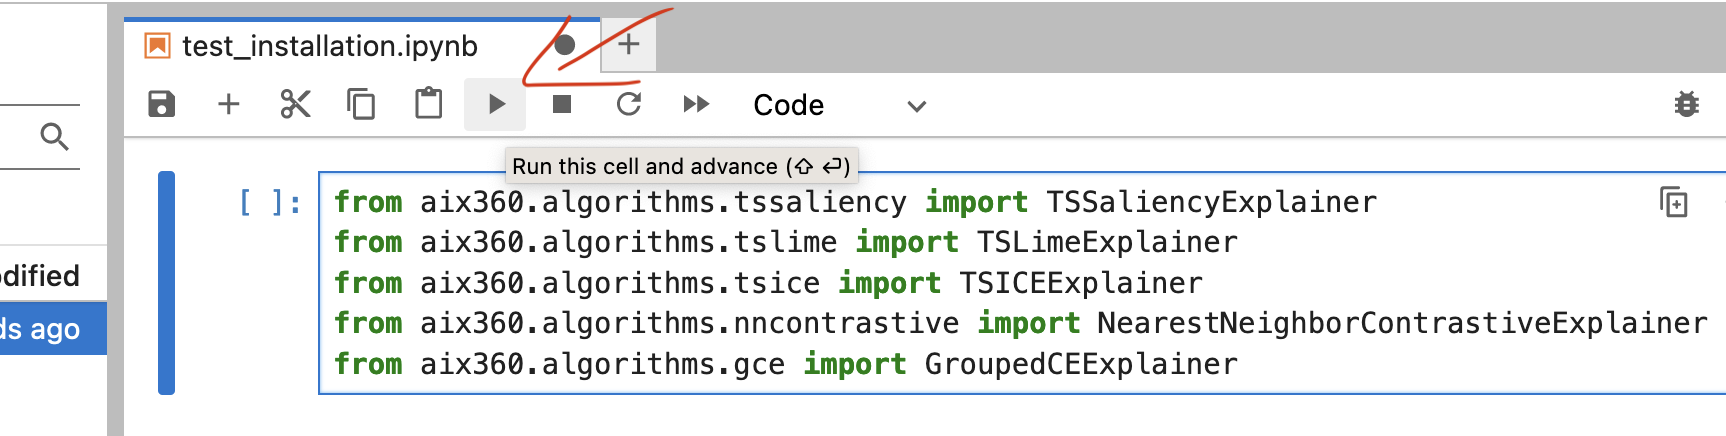 test_installation.ipynb
Code
Run this cell and advance (⇧ ⏎)
[ ]:
from aix360.algorithms.tssaliency import TSSaliencyExplainer
from aix360.algorithms.tslime import TSLimeExplainer
from aix360.algorithms.tsice import TSICEExplainer
from aix360.algorithms.nncontrastive import NearestNeighborContrastiveExplainer
from aix360.algorithms.gce import GroupedCEExplainer
odified
ds ago